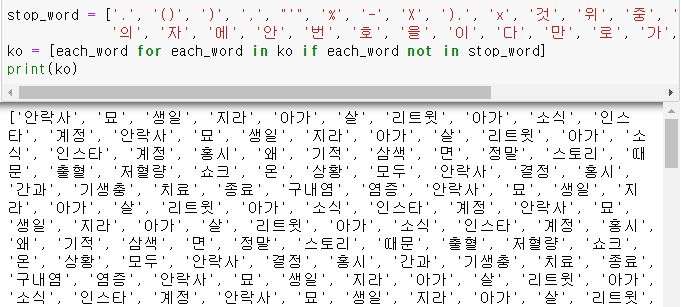 stop_word = ['.', '()', ')', ',', "'", '%', '-', 'X', ').', 'x', '것', '위', '중',
'의', '자', '에', '안', '번', '호', '을', '이', '다', '만', '로', '가',
ko = [each_word for each_word in ko if each_word not in stop_word]
print(ko)
['안락사', '묘', '생일', '지라', '아가', '살', '리트윗', '아가', '소식', '인스
타', '계정', '안락사', '묘', '생일', '지라', '아가', '살', '리트윗', '아가', '소
식', '인스타', '계정', '홍시', '왜', '기적', '삼색', '면', '정말', '스토리', '때
문', '출혈', '저혈량', '쇼크', '온', '상황', '모두', '안락사', '결정', '홍시',
'간과', '기생충', '치료', '종료', '구내염', '염증', '안락사', '묘', '생일', '지
라', '아가', '살', '리트윗', '아가', '소식', '인스타', '계정', '안락사', '묘',
'생일', '지라', '아가', '살', '리트윗', '아가', '소식', '인스타', '계정', '홍시',
'왜', '기적', '삼색', '면', '정말', '스토리', '때문', '출혈', '저혈량', '쇼크',
'온', '상황', '모두', '안락사', '결정', '홍시', '간과', '기생충', '치료', '종료',
'구내염', '염증', '안락사', '묘', '생일', '지라', '아가', '살', '리트윗', '아가',
'소식', '인스타', '계정', '안락사', '묘', '생일', '지라', '아가', '살', '리트윗',